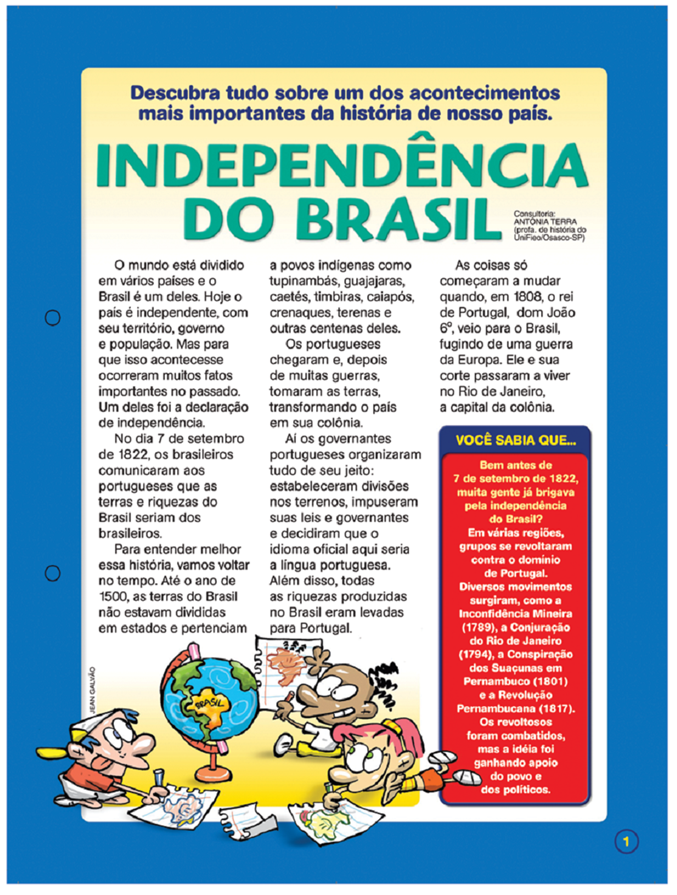 Descubra tudo sobre um dos acontecimentos
mais importantes da história de nosso país.
INDEPENDÊNCIA
DO BRASIL
Consultoria:
ANTÔNIA TERRA
(profa. de história do
UniFieo/Osasco-SP)
O mundo está dividido
em vários países e o
Brasil é um deles. Hoje o
país é independente, com
seu território, governo
e população. Mas para
que isso acontecesse
ocorreram muitos fatos
importantes no passado.
Um deles foi a declaração
de independência.
No dia 7 de setembro
de 1822, os brasileiros
comunicaram aos
portugueses que as
terras e riquezas do
Brasil seriam dos
brasileiros.
Para entender melhor
essa história, vamos voltar
no tempo. Até o ano de
1500, as terras do Brasil
não estavam divididas
em estados e pertenciam
a povos indígenas como
tupinambás, guajajaras,
caetés, timbiras, caiapós,
crenaques, terenas e
outras centenas deles.
Os portugueses
chegaram e, depois
de muitas guerras,
tomaram as terras,
transformando o país
em sua colônia.
Aí os governantes
portugueses organizaram
tudo de seu jeito:
estabeleceram divisões
nos terrenos, impuseram
suas leis e governantes
e decidiram que o
idioma oficial aqui seria
a língua portuguesa.
Além disso, todas
as riquezas produzidas
no Brasil eram levadas
para Portugal.
As coisas só
começaram a mudar
quando, em 1808, o rei
de Portugal, dom João
6º, veio para o Brasil,
fugindo de uma guerra
da Europa. Ele e sua
corte passaram a viver
no Rio de Janeiro,
a capital da colônia.
VOCÊ SABIA QUE...
Bem antes de
7 de setembro de 1822,
muita gente já brigava
pela independência
do Brasil?
Em várias regiões,
grupos se revoltaram
contra o domínio
de Portugal.
Diversos movimentos
surgiram, como a
Inconfidência Mineira
(1789), a Conjuração
do Rio de Janeiro
(1794), a Conspiração
dos Suaçunas em
Pernambuco (1801)
e a Revolução
Pernambucana (1817).
Os revoltosos
foram combatidos,
mas a idéia foi
ganhando apoio
do povo e
dos políticos.
BRASIL
JEAN GALVÃO
1